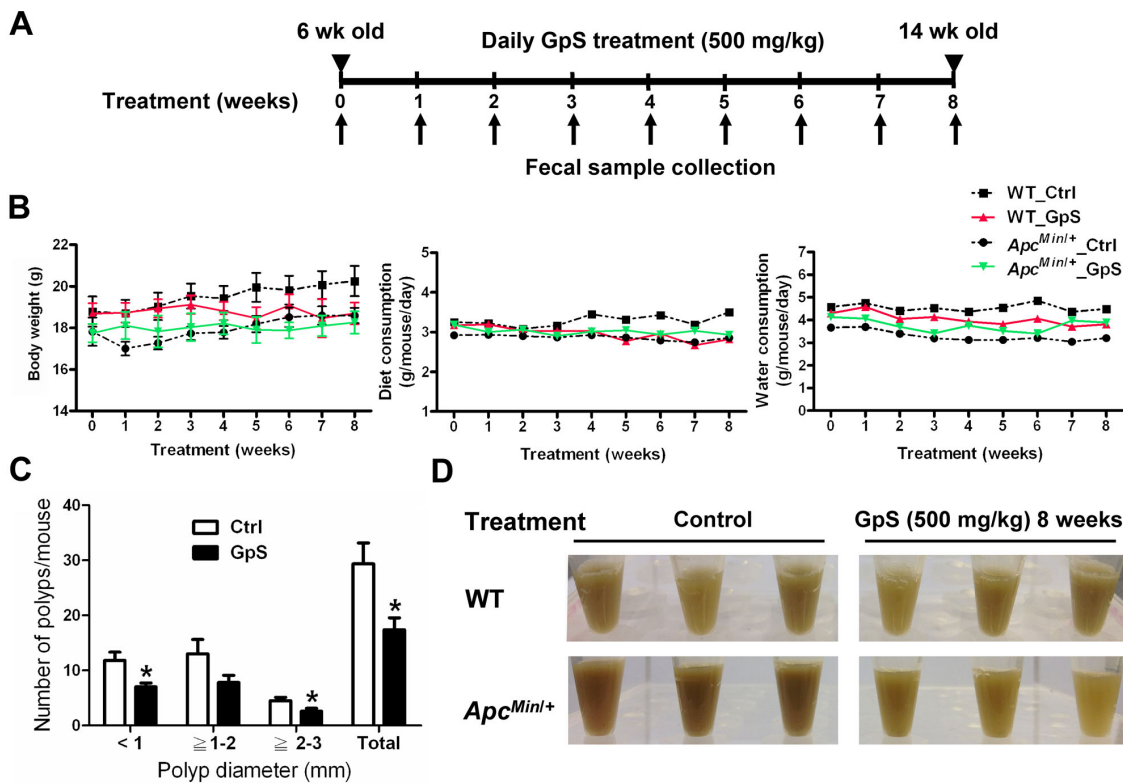 A
6 wk old
Daily GpS treatment (500 mg/kg)
14 wk old
Treatment (weeks)
0 1 2 3 4 5 6 7 8
Fecal sample collection
B
WT_Ctrl
WT_GpS
Apc^Min/+_Ctrl
Apc^Min/+_GpS
Body weight (g)
22
20
18
16
14
0 1 2 3 4 5 6 7 8
Treatment (weeks)
Diet consumption
(g/mouse/day)
5
4
3
2
1
0 1 2 3 4 5 6 7 8
Treatment (weeks)
Water consumption
(g/mouse/day)
7
6
5
4
3
2
1
0
0 1 2 3 4 5 6 7 8
Treatment (weeks)
C
Number of polyps/mouse
40
30
20
10
0
Ctrl
GpS
*
*
*
< 1 ≧ 1-2 ≧ 2-3 Total
Polyp diameter (mm)
D
Treatment
Control
GpS (500 mg/kg) 8 weeks
WT
Apc^Min/+